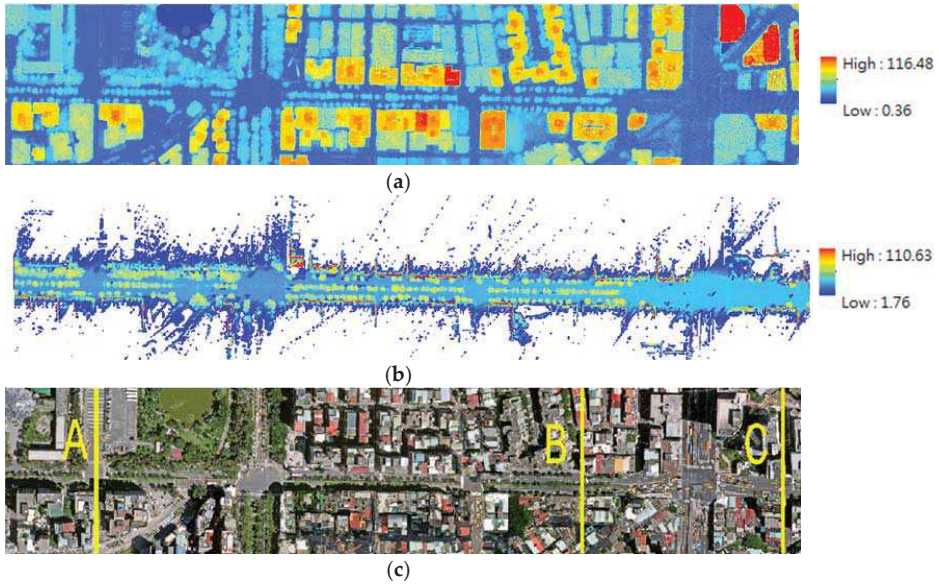 High : 116.48
Low : 0.36
(a)
High : 110.63
Low : 1.76
(b)
A
B
C
(c)